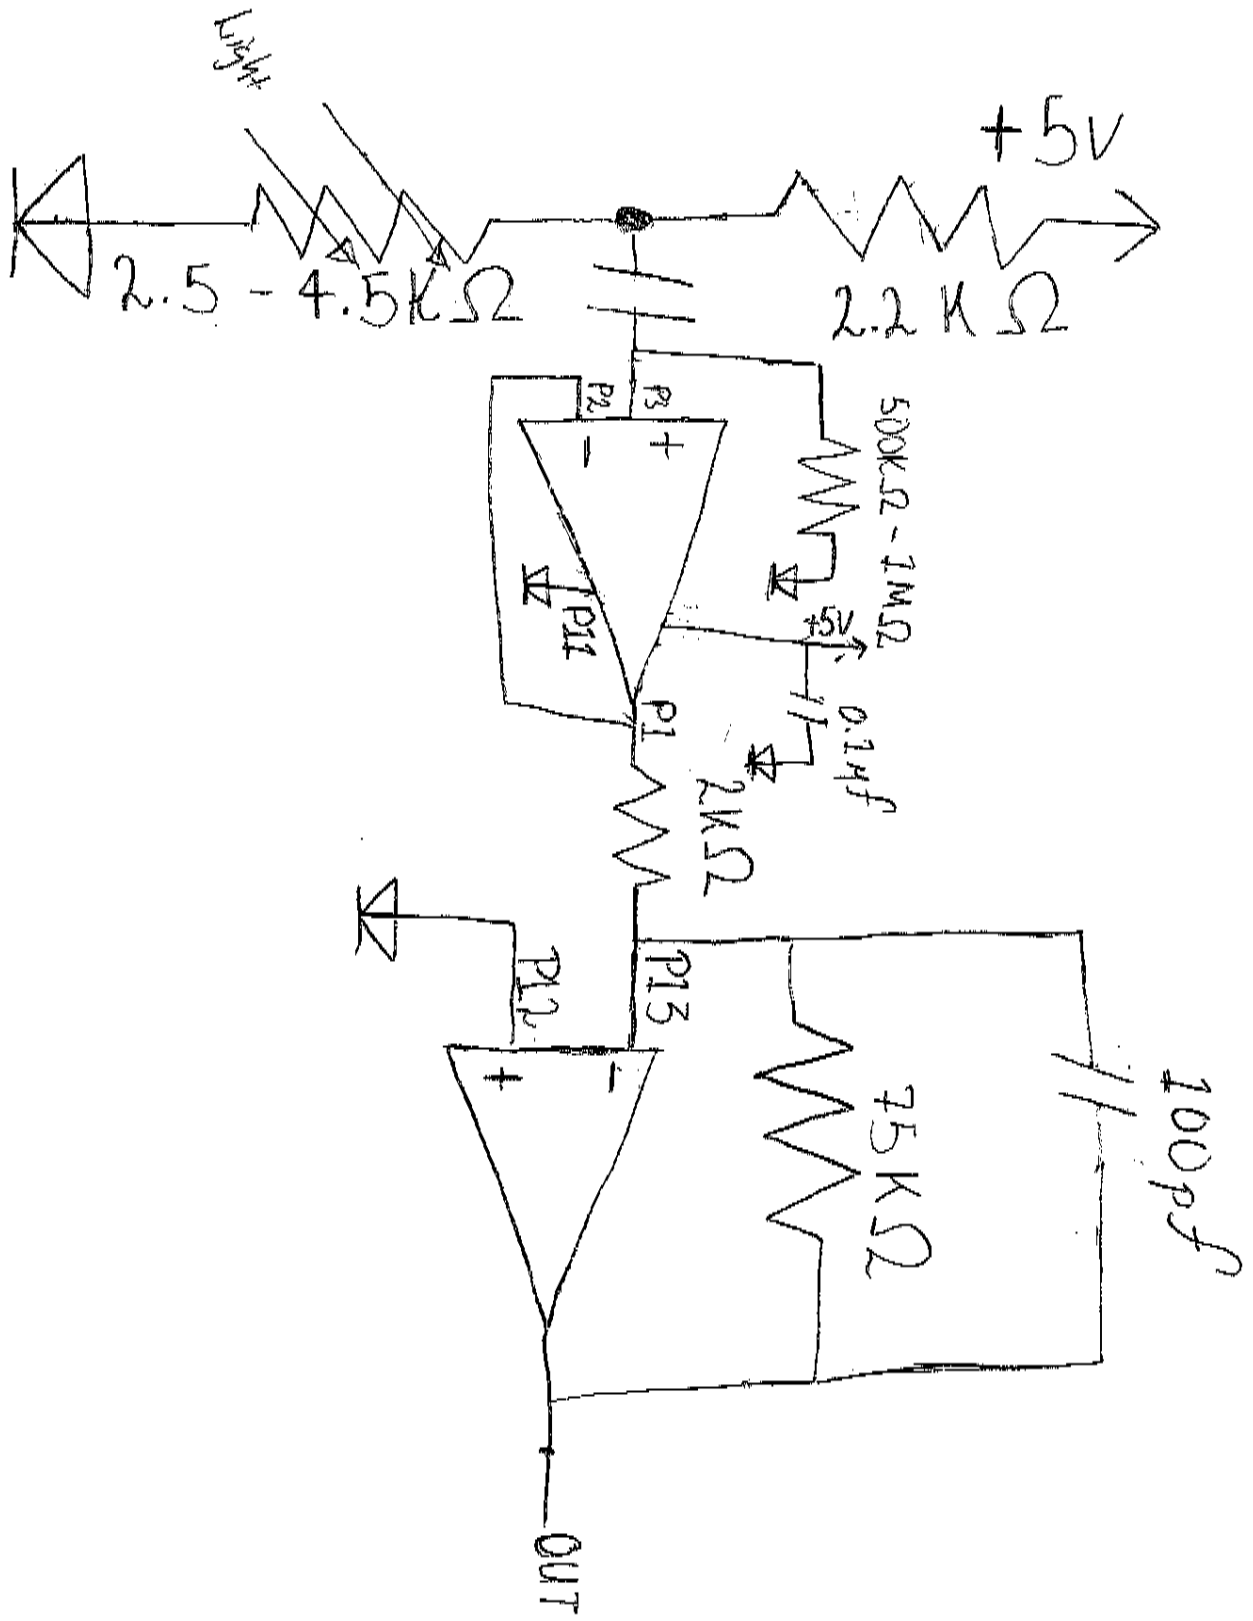 Light
+5V
2.5 - 4.5KΩ
2.2KΩ
P2
P3
-
+
500KΩ - 1MΩ
P11
+5V
P1
0.1μf
2KΩ
P12
P13
+
-
75KΩ
100pf
OUT